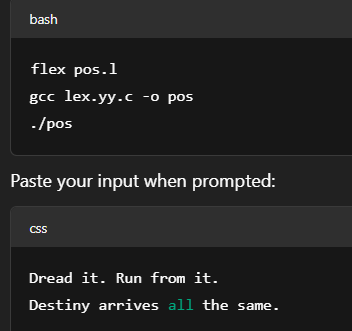 bash
flex pos.l
gcc lex.yy.c -o pos
./pos
Paste your input when prompted:
css
Dread it. Run from it.
Destiny arrives all the same.